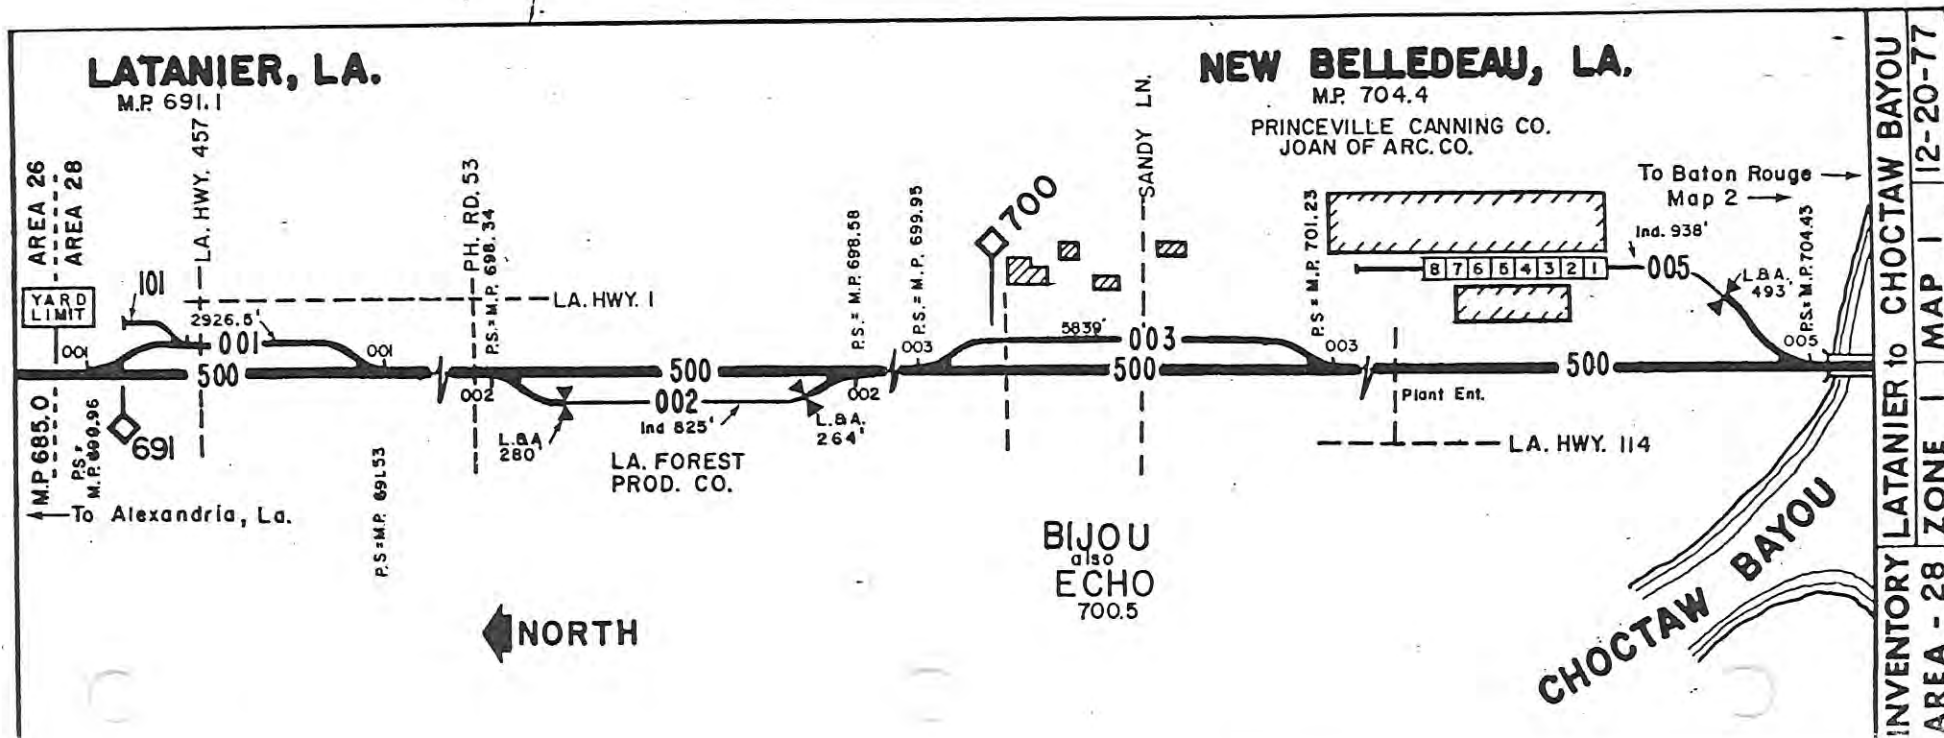 LATANIER, LA.
M.P. 691.1
NEW BELLEDEAU, LA.
M.P. 704.4
PRINCEVILLE CANNING CO.
JOAN OF ARC. CO.
AREA 26
AREA 28
LA. HWY. 457
PH. RD. 53
P.S.= M.P. 698.34
P.S.= M.P. 698.58
P.S.= M.P. 699.95
700
SANDY LN.
P.S = M.P. 701.23
To Baton Rouge
Map 2
P.S = M.P. 704.43
YARD
LIMIT
101
2926.5'
LA. HWY. 1
001
001
001
500
002
500
002
Ind 825'
002
L.&A.
280'
L.&A.
264'
LA. FOREST
PROD. CO.
003
5839'
003
003
500
8 7 6 5 4 3 2 1
Ind. 938'
005
L.&A.
493'
005
500
Plant Ent.
LA. HWY. 114
M.P. 685.0
P.S.=
M.P. 690.96
691
P.S = M.P. 691.53
To Alexandria, La.
BIJOU
also
ECHO
700.5
NORTH
CHOCTAW BAYOU
INVENTORY LATANIER to CHOCTAW BAYOU
AREA - 28 ZONE 1 MAP 1 12-20-77